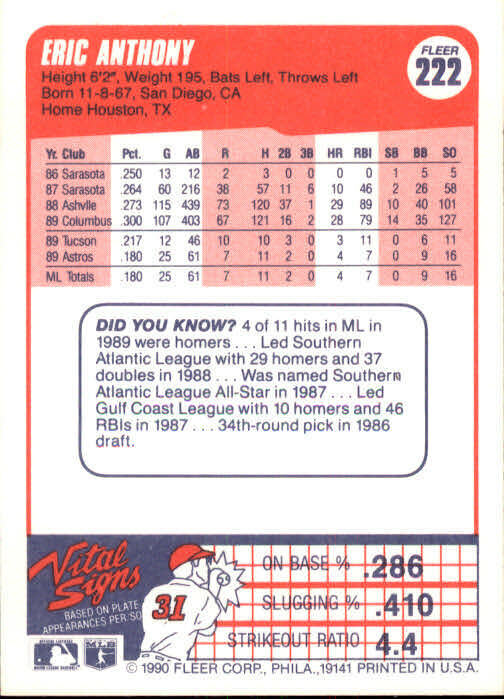 ERIC ANTHONY
FLEER
222
Height 6'2", Weight 195, Bats Left, Throws Left
Born 11-8-67, San Diego, CA
Home Houston, TX
Yr. Club Pct. G AB R H 2B 3B HR RBI SB BB SO
86 Sarasota .250 13 12 2 3 0 0 0 0 1 5 5
87 Sarasota .264 60 216 38 57 11 6 10 46 2 26 58
88 Ashvlle .273 115 439 73 120 37 1 29 89 10 40 101
89 Columbus .300 107 403 67 121 16 2 28 79 14 35 127
89 Tucson .217 12 46 10 10 3 0 3 11 0 6 11
89 Astros .180 25 61 7 11 2 0 4 7 0 9 16
ML Totals .180 25 61 7 11 2 0 4 7 0 9 16
DID YOU KNOW? 4 of 11 hits in ML in
1989 were homers . . . Led Southern
Atlantic League with 29 homers and 37
doubles in 1988 . . . Was named Southern
Atlantic League All-Star in 1987 . . . Led
Gulf Coast League with 10 homers and 46
RBIs in 1987 . . . 34th-round pick in 1986
draft.
Vital
Signs
BASED ON PLATE
APPEARANCES PER/SO
31
ON BASE % .286
SLUGGING % .410
STRIKEOUT RATIO 4.4
© 1990 FLEER CORP., PHILA., 19141 PRINTED IN U.S.A.